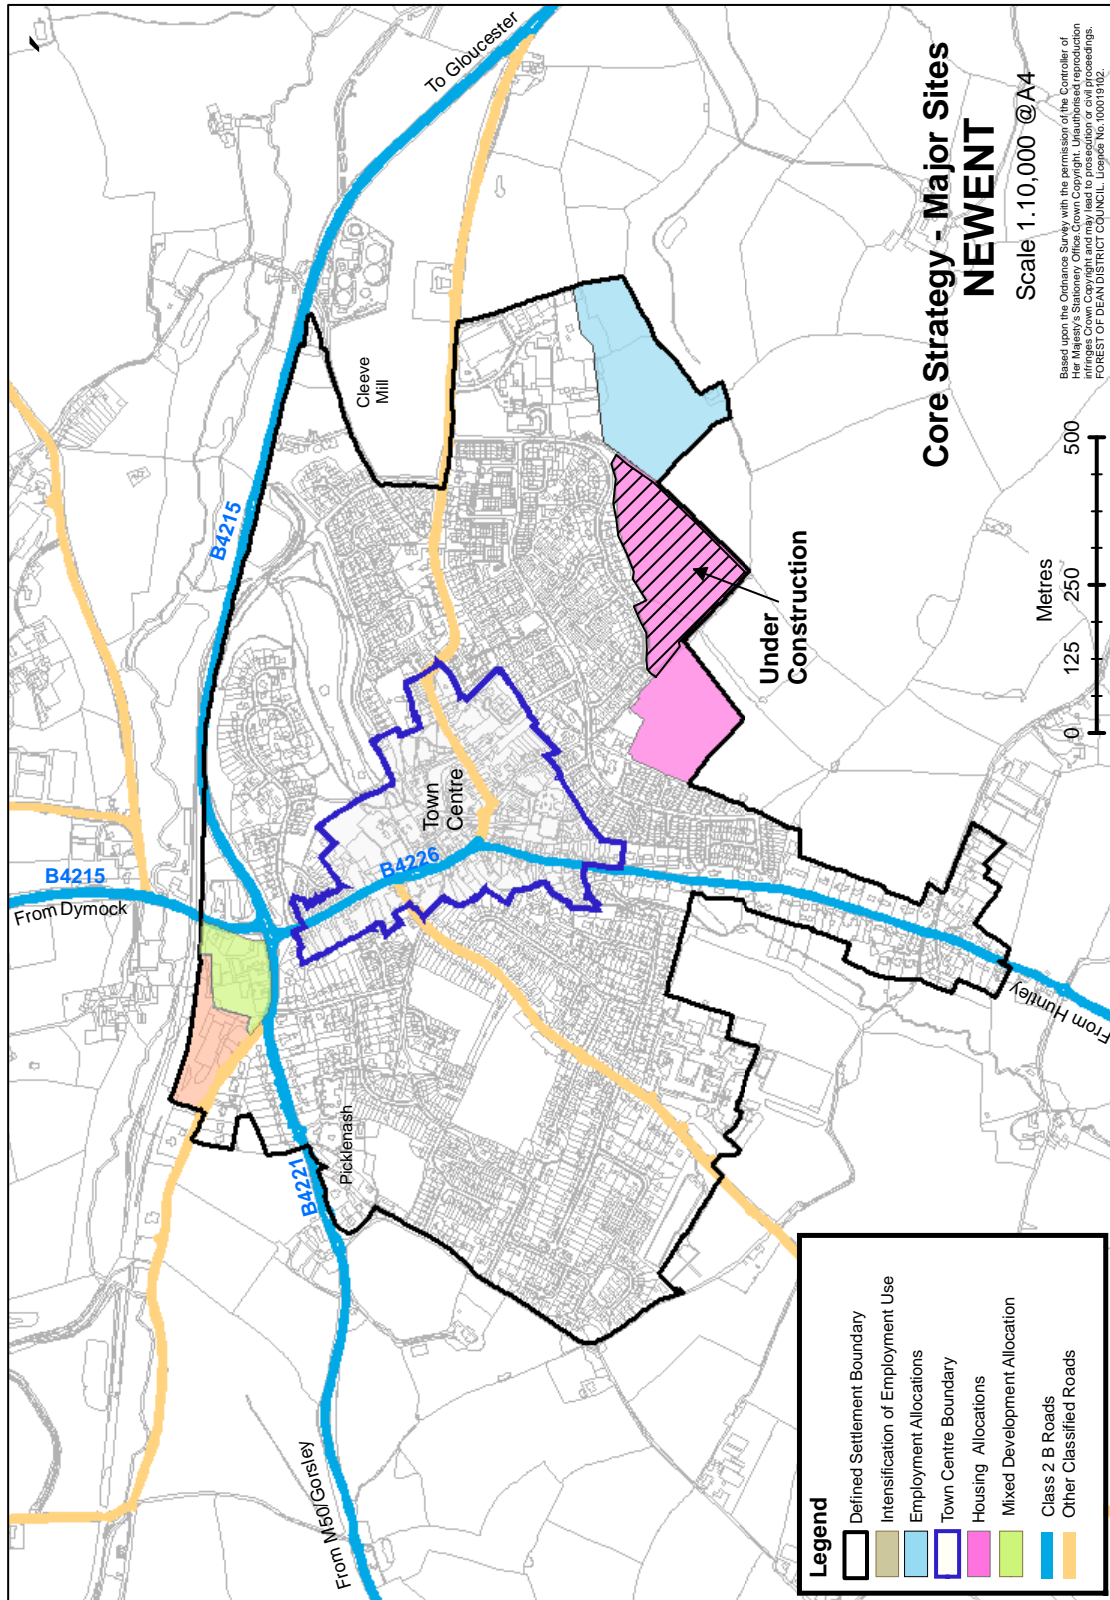 Core Strategy - Major Sites
NEWENT
Scale 1.10,000 @A4
Based upon the Ordnance Survey with the permission of the Controller of
Her Majesty's Stationery Office.Crown Copyright. Unauthorised reproduction
infringes Crown Copyright and may lead to prosecution or civil proceedings.
FOREST OF DEAN DISTRICT COUNCIL. Licence No.100019102.
To Gloucester
B4215
Cleeve
Mill
B4215
From Dymock
Town
Centre
B4226
Under
Construction
B4221
Picklenash
From M50/Gorsley
From Huntley
Metres
0 125 250 500
Legend
Defined Settlement Boundary
Intensification of Employment Use
Employment Allocations
Town Centre Boundary
Housing Allocations
Mixed Development Allocation
Class 2 B Roads
Other Classified Roads